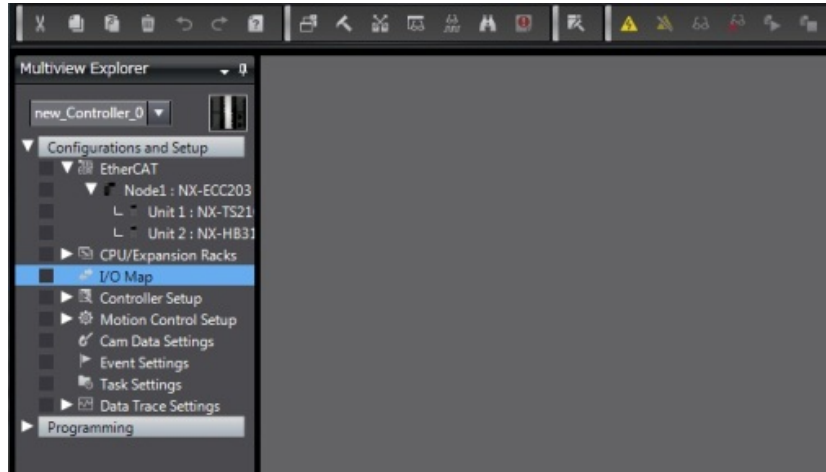 Multiview Explorer
new_Controller_0
Configurations and Setup
EtherCAT
Node1 : NX-ECC203
Unit 1 : NX-TS21
Unit 2 : NX-HB31
CPU/Expansion Racks
I/O Map
Controller Setup
Motion Control Setup
Cam Data Settings
Event Settings
Task Settings
Data Trace Settings
Programming